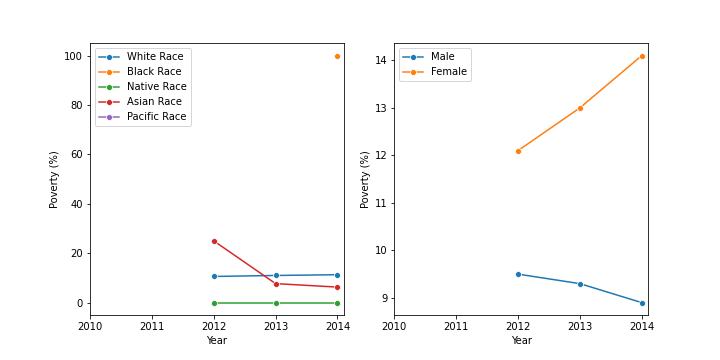 100
80
60
40
20
0
Poverty (%)
2010 2011 2012 2013 2014
Year
White Race
Black Race
Native Race
Asian Race
Pacific Race
14
13
12
11
10
9
Poverty (%)
2010 2011 2012 2013 2014
Year
Male
Female